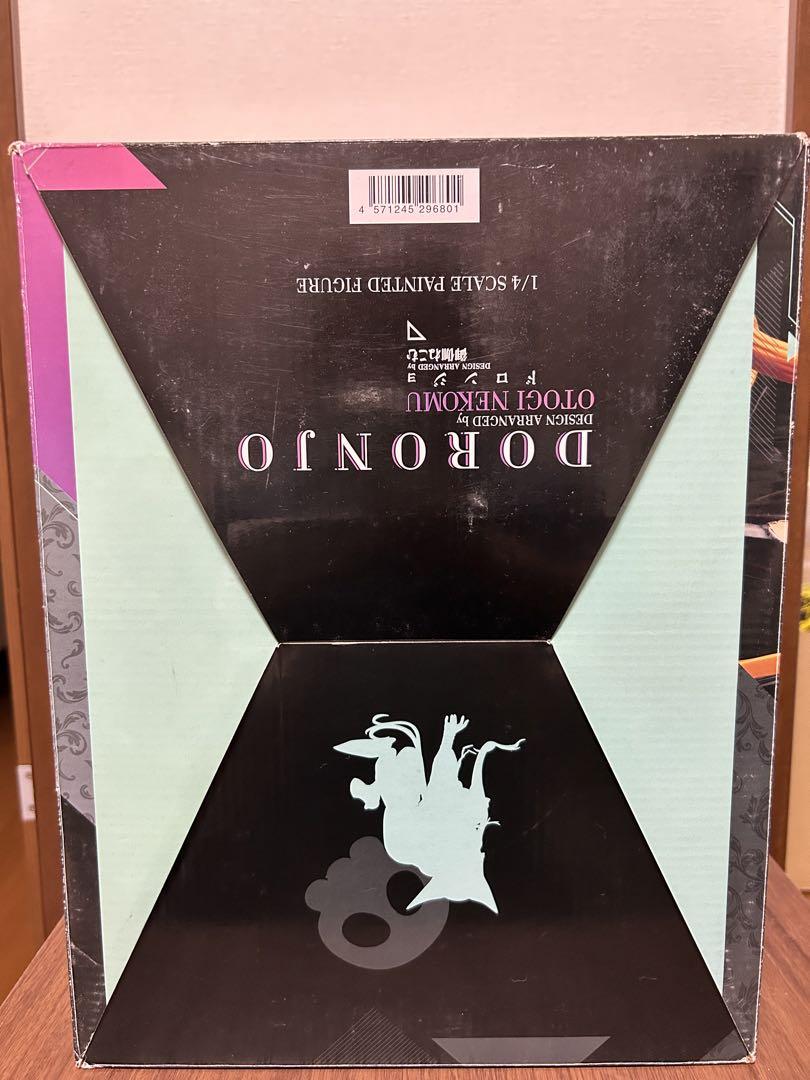 4 571245 296801
DORONJO
DESIGN ARRANGED by
OTOGI NEKOMU
ドロンジョ
DESIGN ARRANGED by
御伽ねこむ
1/4 SCALE PAINTED FIGURE